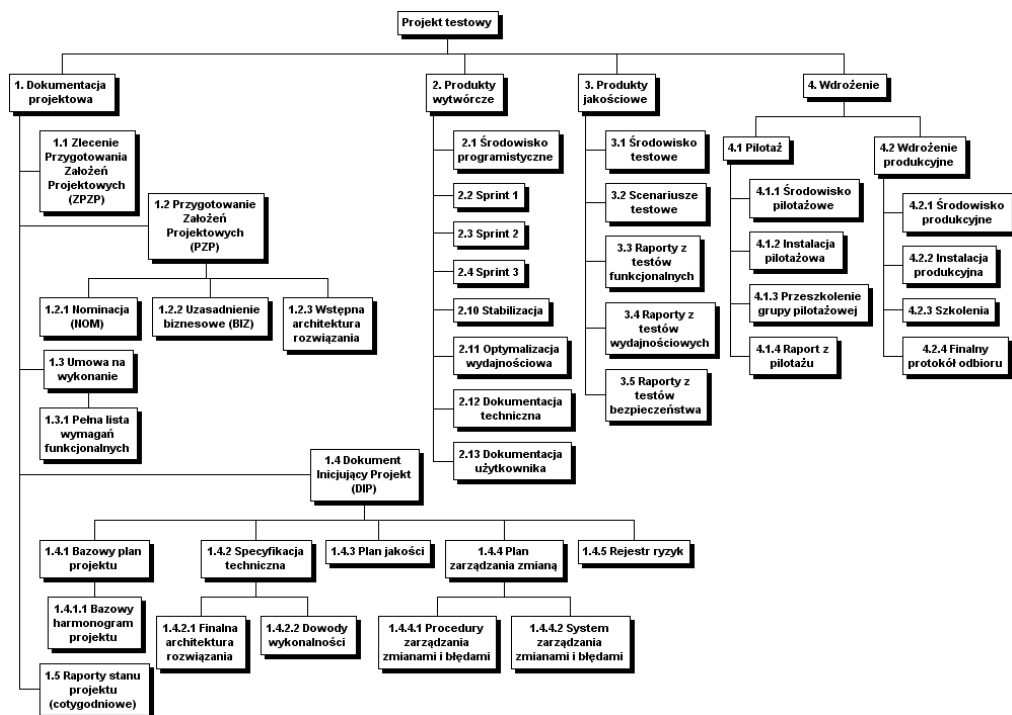 Projekt testowy
1. Dokumentacja
projektowa
2. Produkty
wytwórcze
3. Produkty
jakościowe
4. Wdrożenie
1.1 Zlecenie
Przygotowania
Założeń
Projektowych
(ZPZP)
1.2 Przygotowanie
Założeń
Projektowych
(PZP)
1.2.1 Nominacja
(NOM)
1.2.2 Uzasadnienie
biznesowe (BIZ)
1.2.3 Wstępna
architektura
rozwiązania
1.3 Umowa na
wykonanie
1.3.1 Pełna lista
wymagań
funkcjonalnych
1.4 Dokument
Inicjujący Projekt
(DIP)
1.4.1 Bazowy plan
projektu
1.4.1.1 Bazowy
harmonogram
projektu
1.4.2 Specyfikacja
techniczna
1.4.2.1 Finalna
architektura
rozwiązania
1.4.2.2 Dowody
wykonalności
1.4.3 Plan jakości
1.4.4 Plan
zarządzania zmianą
1.4.4.1 Procedury
zarządzania
zmianami i błędami
1.4.4.2 System
zarządzania
zmianami i błędami
1.4.5 Rejestr ryzyk
1.5 Raporty stanu
projektu
(cotygodniowe)
2.1 Środowisko
programistyczne
2.2 Sprint 1
2.3 Sprint 2
2.4 Sprint 3
2.10 Stabilizacja
2.11 Optymalizacja
wydajnościowa
2.12 Dokumentacja
techniczna
2.13 Dokumentacja
użytkownika
3.1 Środowisko
testowe
3.2 Scenariusze
testowe
3.3 Raporty z
testów
funkcjonalnych
3.4 Raporty z
testów
wydajnościowych
3.5 Raporty z
testów
bezpieczeństwa
4.1 Pilotaż
4.1.1 Środowisko
pilotażowe
4.1.2 Instalacja
pilotażowa
4.1.3 Przeszkolenie
grupy pilotażowej
4.1.4 Raport z
pilotażu
4.2 Wdrożenie
produkcyjne
4.2.1 Środowisko
produkcyjne
4.2.2 Instalacja
produkcyjna
4.2.3 Szkolenia
4.2.4 Finalny
protokół odbioru